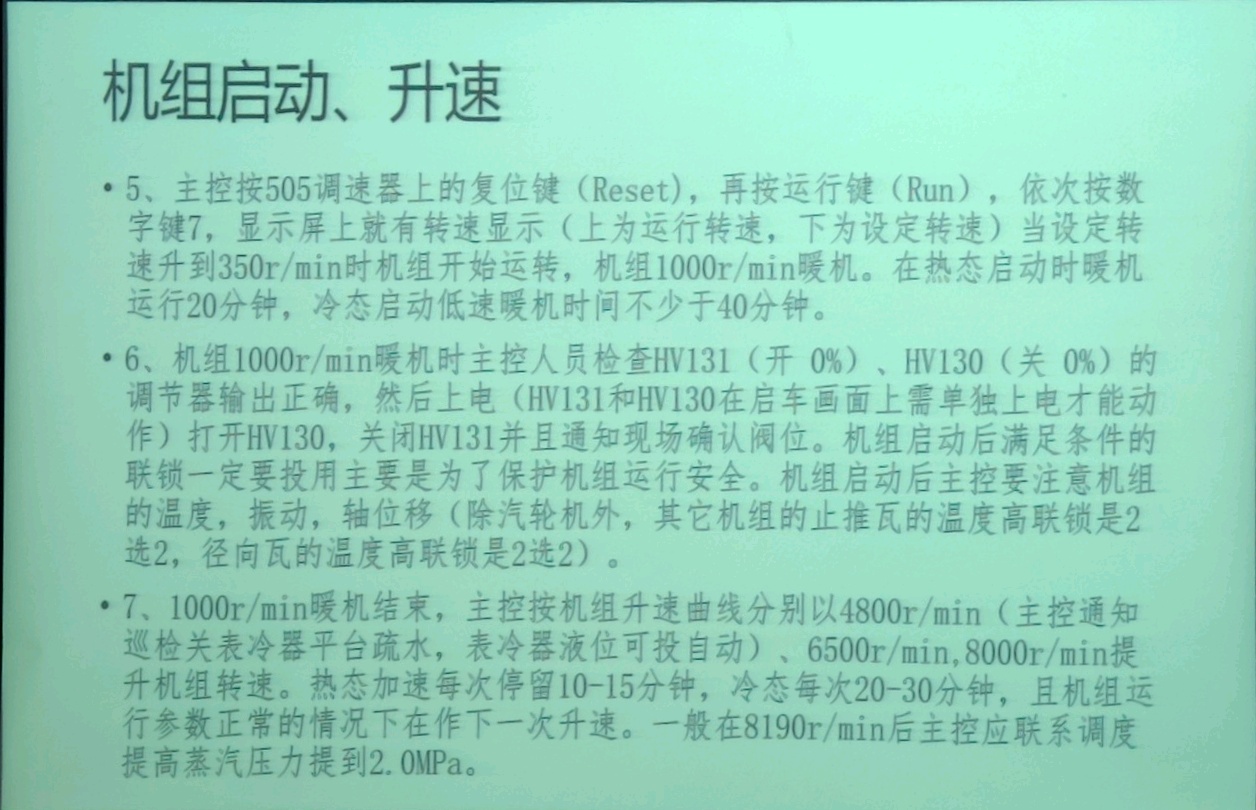 机组启动、升速
• 5、主控按505调速器上的复位键（Reset)，再按运行键（Run），依次按数
字键7，显示屏上就有转速显示（上为运行转速，下为设定转速）当设定转
速升到350r/min时机组开始运转，机组1000r/min暖机。在热态启动时暖机
运行20分钟，冷态启动低速暖机时间不少于40分钟。
• 6、机组1000r/min暖机时主控人员检查HV131（开 0%）、HV130（关 0%）的
调节器输出正确，然后上电（HV131和HV130在启车画面上需单独上电才能动
作）打开HV130，关闭HV131并且通知现场确认阀位。机组启动后满足条件的
联锁一定要投用主要是为了保护机组运行安全。机组启动后主控要注意机组
的温度，振动，轴位移（除汽轮机外，其它机组的止推瓦的温度高联锁是2
选2，径向瓦的温度高联锁是2选2）。
• 7、1000r/min暖机结束，主控按机组升速曲线分别以4800r/min（主控通知
巡检关表冷器平台疏水，表冷器液位可投自动）、6500r/min,8000r/min提
升机组转速。热态加速每次停留10-15分钟，冷态每次20-30分钟，且机组运
行参数正常的情况下在作下一次升速。一般在8190r/min后主控应联系调度
提高蒸汽压力提到2.0MPa。